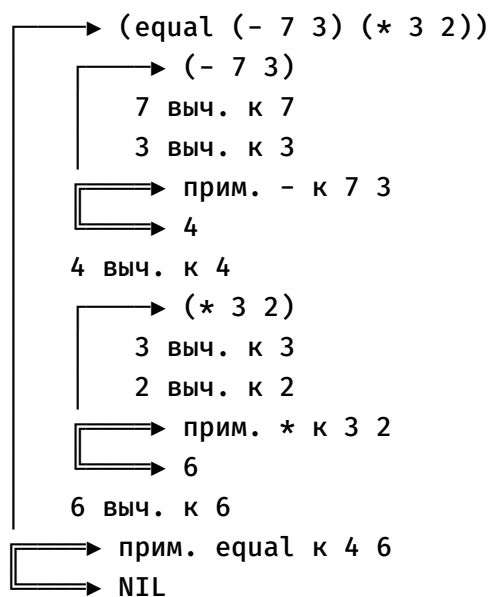 (equal (- 7 3) (* 3 2))
(- 7 3)
7 выч. к 7
3 выч. к 3
прим. - к 7 3
4
4 выч. к 4
(* 3 2)
3 выч. к 3
2 выч. к 2
прим. * к 3 2
6
6 выч. к 6
прим. equal к 4 6
NIL